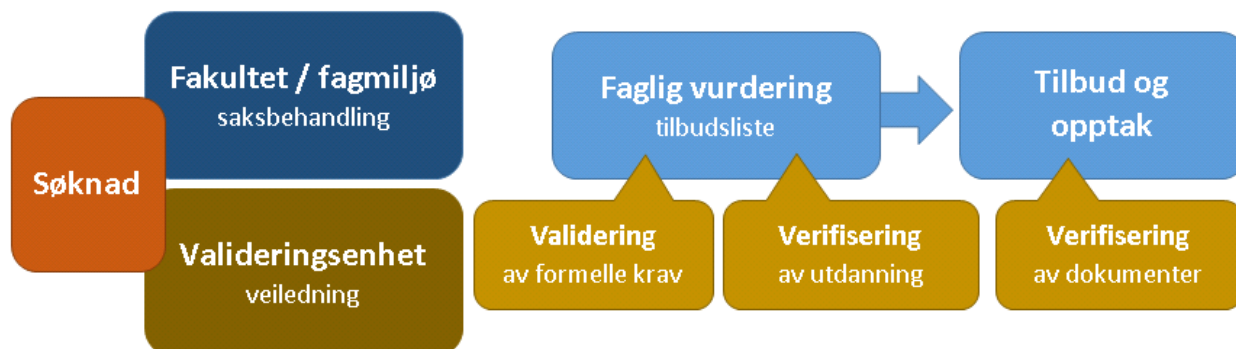 Søknad
Fakultet / fagmiljø
saksbehandling
Valideringsenhet
veiledning
Faglig vurdering
tilbudsliste
Tilbud og
opptak
Validering
av formelle krav
Verifisering
av utdanning
Verifisering
av dokumenter